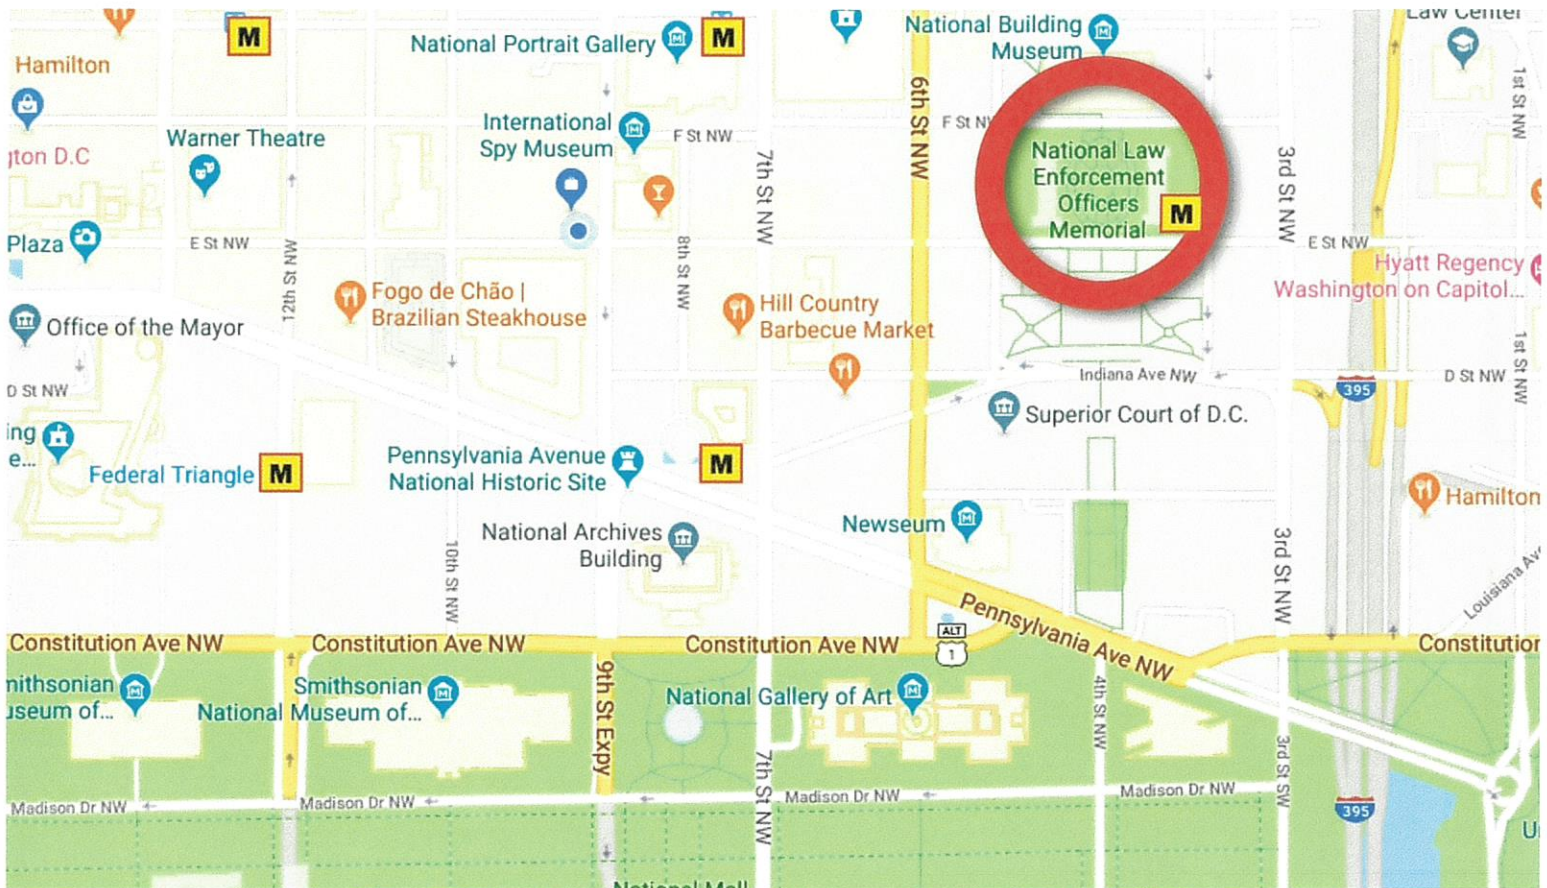 Law Center
National Building
Museum
M
National Portrait Gallery
M
Hamilton
1st St NW
6th St NW
International
Spy Museum
F St NW
F St N
Warner Theatre
gton D.C
7th St NW
National Law
Enforcement
Officers
Memorial
M
3rd St NW
Plaza
E St NW
12th St NW
8th St NW
E St NW
Hyatt Regency
Washington on Capitol...
Fogo de Chão |
Brazilian Steakhouse
Hill Country
Barbecue Market
Office of the Mayor
1st St NW
D St NW
Indiana Ave NW
395
D St NW
Superior Court of D.C.
ing
e...
Federal Triangle
M
Pennsylvania Avenue
National Historic Site
M
Hamilton
Newseum
National Archives
Building
10th St NW
3rd St NW
Louisiana Av
Pennsylvania Ave NW
Constitution Ave NW
Constitution Ave NW
Constitution Ave NW
ALT
1
Constitution
mithsonian
useum of...
Smithsonian
National Museum of...
9th St Expy
National Gallery of Art
4th St NW
7th St NW
3rd St SW
Madison Dr NW
Madison Dr NW
Madison Dr NW
Madison Dr NW
395
U
National Mall